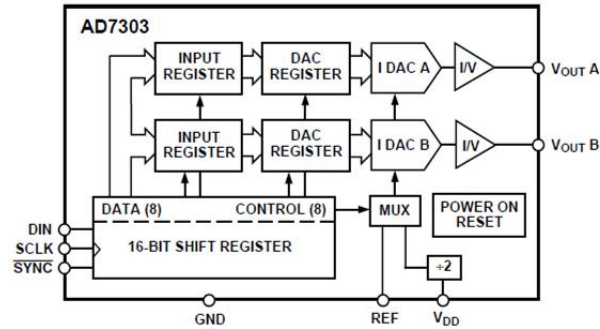 AD7303
INPUT
REGISTER
DAC
REGISTER
I DAC A
I/V
VOUT A
INPUT
REGISTER
DAC
REGISTER
I DAC B
I/V
VOUT B
DATA (8)
CONTROL (8)
MUX
POWER ON
RESET
DIN
SCLK
SYNC
16-BIT SHIFT REGISTER
÷2
GND
REF
VDD